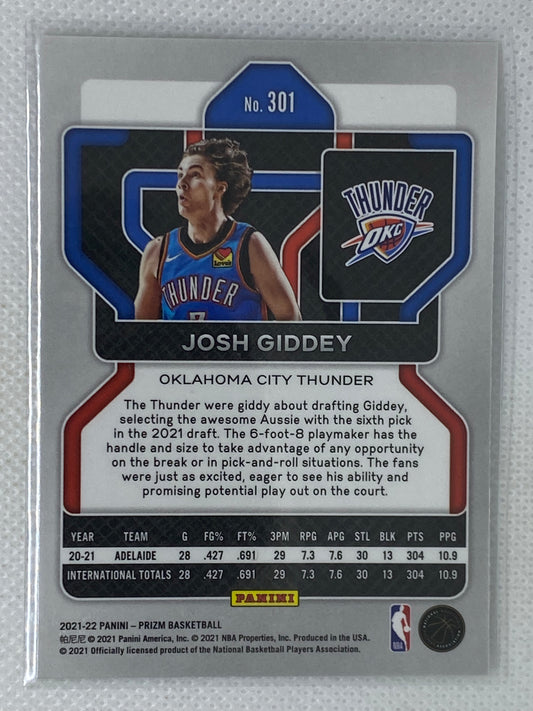 No. 301
THUNDER
OKC
Love's
THUNDER
JOSH GIDDEY
OKLAHOMA CITY THUNDER
The Thunder were giddy about drafting Giddey,
selecting the awesome Aussie with the sixth pick
in the 2021 draft. The 6-foot-8 playmaker has the
handle and size to take advantage of any opportunity
on the break or in pick-and-roll situations. The fans
were just as excited, eager to see his ability and
promising potential play out on the court.
YEAR TEAM G FG% FT% 3PM RPG APG STL BLK PTS PPG
20-21 ADELAIDE 28 .427 .691 29 7.3 7.6 30 13 304 10.9
INTERNATIONAL TOTALS 28 .427 .691 29 7.3 7.6 30 13 304 10.9
PANINI
2021-22 PANINI – PRIZM BASKETBALL
帕尼尼 © 2021 Panini America, Inc. © 2021 NBA Properties, Inc. Produced in the USA.
© 2021 Officially licensed product of the National Basketball Players Association.
NBA